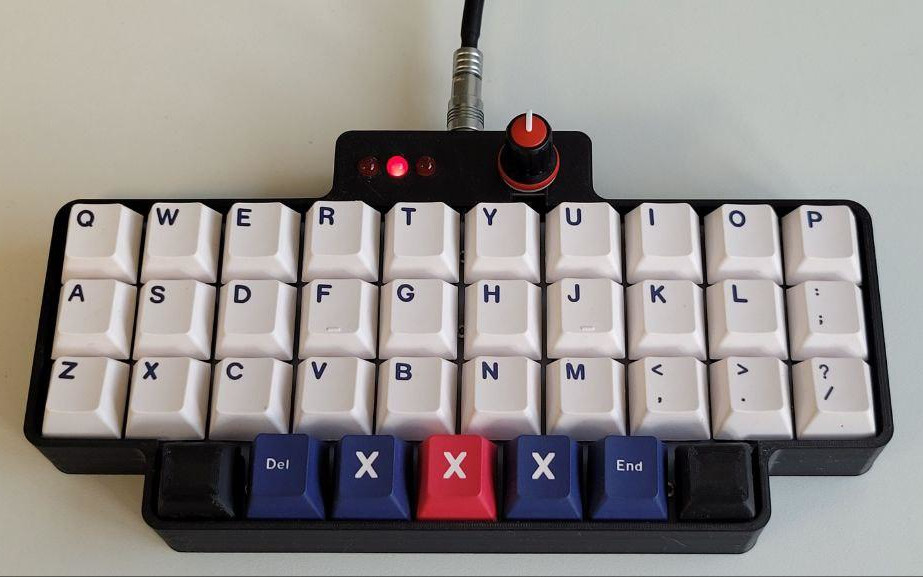 Q W E R T Y U I O P
A S D F G H J K L : ;
Z X C V B N M < , > . ? /
Del X X X End